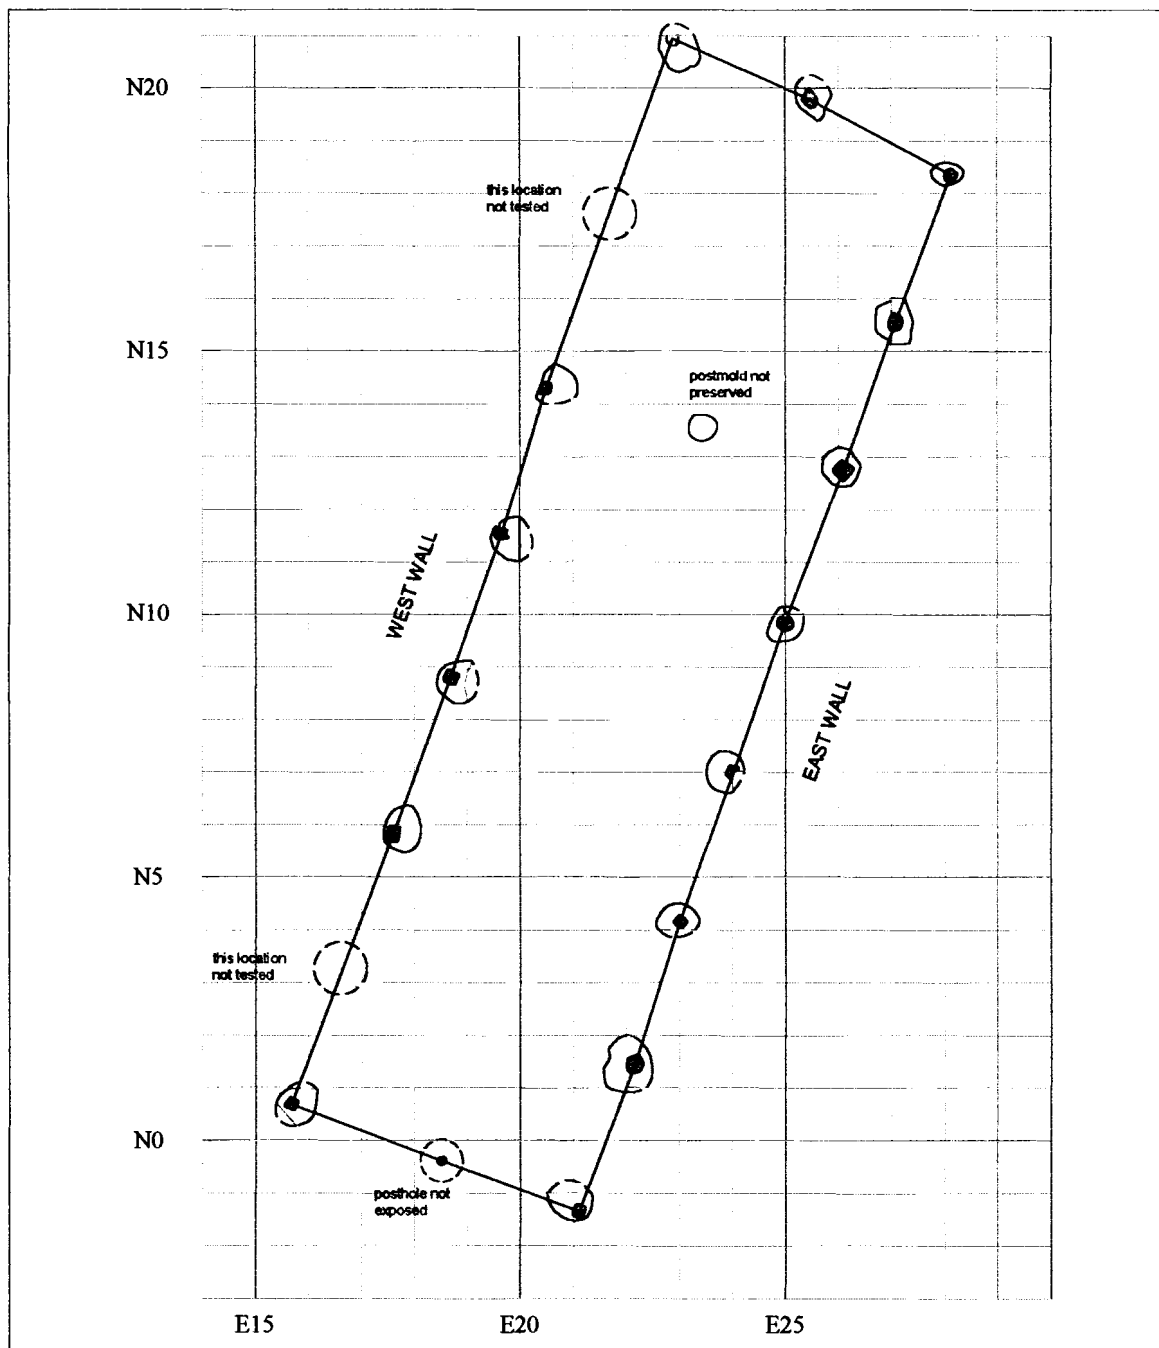 N20
this location
not tested
N15
postmold not
preserved
WEST WALL
N10
EAST WALL
N5
this location
not tested
N0
posthole not
exposed
E15
E20
E25